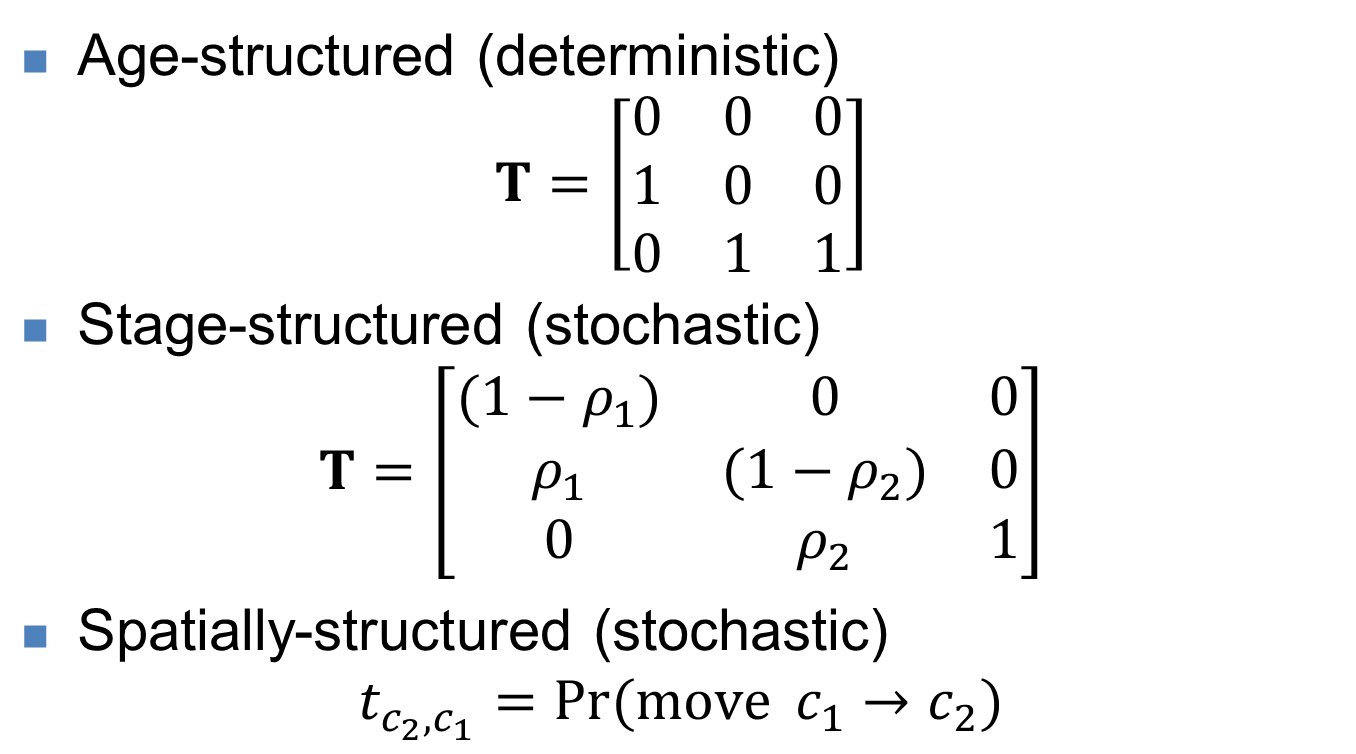 Age-structured (deterministic)
0 0 0
T = 1 0 0
0 1 1
Stage-structured (stochastic)
(1 − ρ₁) 0 0
T = ρ₁ (1 − ρ₂) 0
0 ρ₂ 1
Spatially-structured (stochastic)
t_{c₂,c₁} = Pr(move c₁ → c₂)